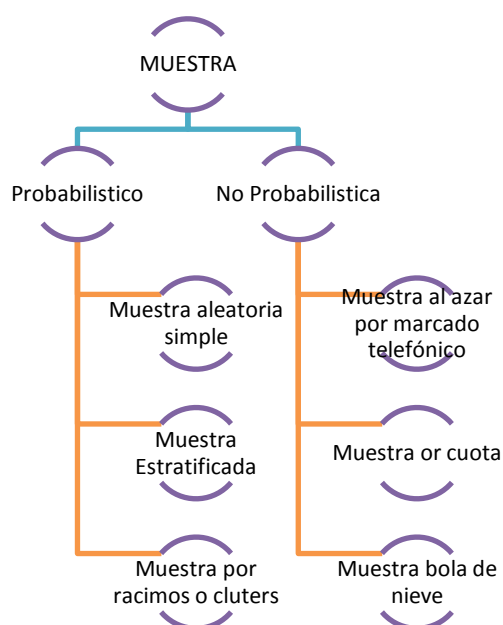 MUESTRA
Probabilistico
No Probabilistica
Muestra aleatoria
simple
Muestra al azar
por marcado
telefónico
Muestra
Estratificada
Muestra or cuota
Muestra por
racimos o cluters
Muestra bola de
nieve